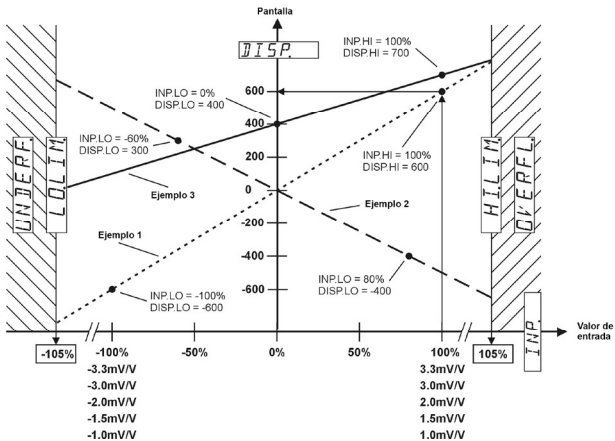 Pantalla
DISP.
INP.HI = 100%
DISP.HI = 700
INP.LO = 0%
DISP.LO = 400
600
400
INP.LO = -60%
DISP.LO = 300
INP.HI = 100%
DISP.HI = 600
200
UNDERF.
LO.LIM.
HI.LIM.
OVERFL.
0
Ejemplo 3
Ejemplo 2
-200
Ejemplo 1
-400
INP.LO = 80%
DISP.LO = -400
-600
INP.LO = -100%
DISP.LO = -600
INP.
Valor de
entrada
-105%
-100%
-50%
0%
50%
100%
105%
-3.3mV/V
3.3mV/V
-3.0mV/V
3.0mV/V
-2.0mV/V
2.0mV/V
-1.5mV/V
1.5mV/V
-1.0mV/V
1.0mV/V